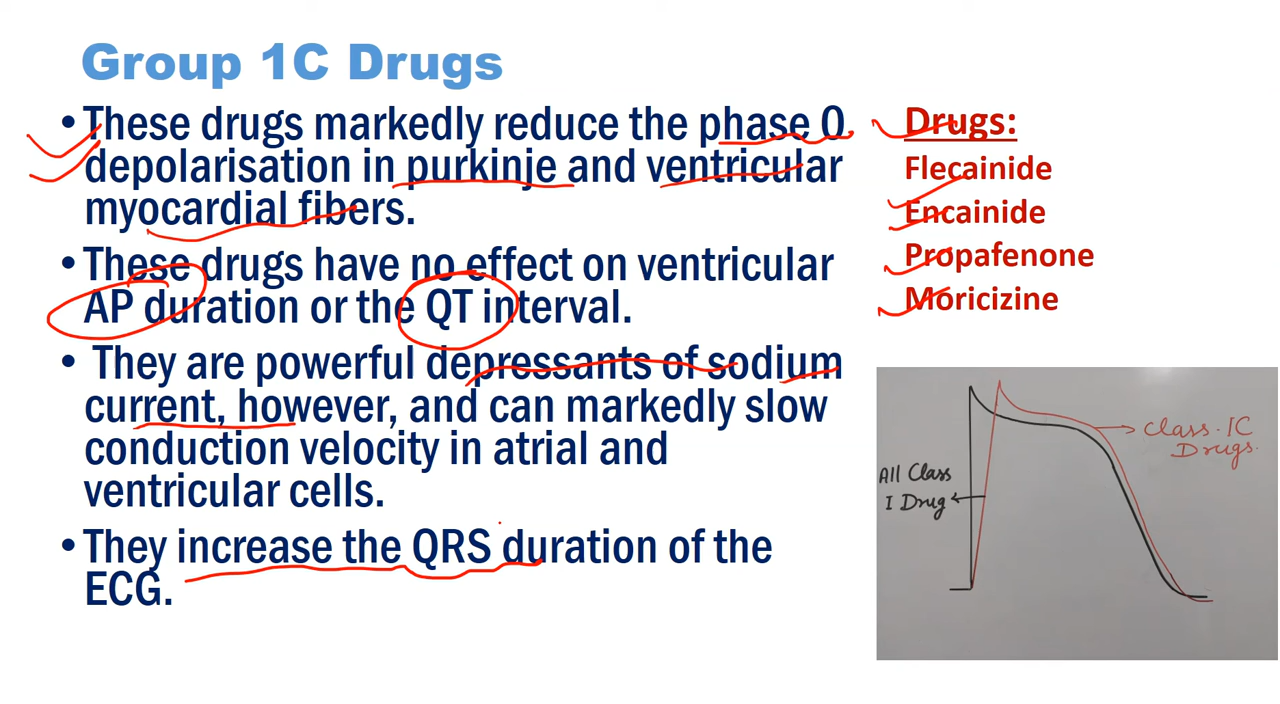 Group 1C Drugs
• These drugs markedly reduce the phase 0
depolarisation in purkinje and ventricular
myocardial fibers.
• These drugs have no effect on ventricular
AP duration or the QT interval.
• They are powerful depressants of sodium
current, however, and can markedly slow
conduction velocity in atrial and
ventricular cells.
• They increase the QRS duration of the
ECG.
Drugs:
Flecainide
Encainide
Propafenone
Moricizine
Class IC
Drugs.
All Class
I Drug